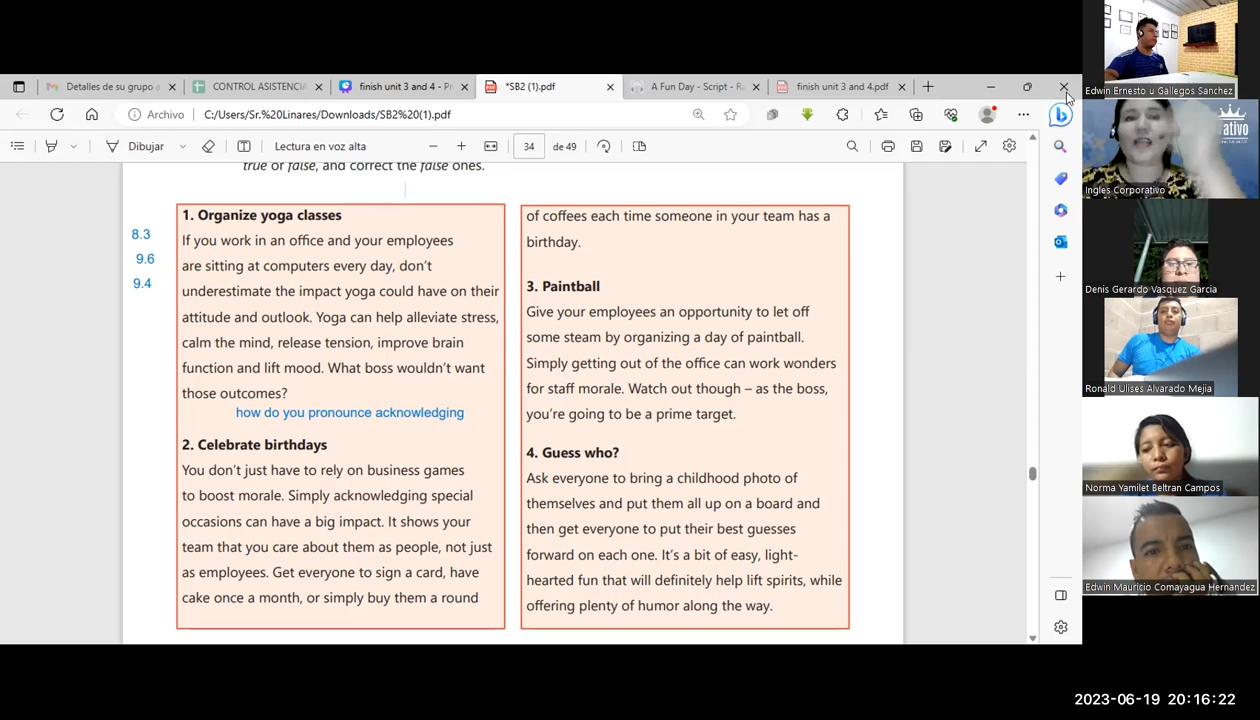 Detalles de su grupo a
CONTROL ASISTENCIA
finish unit 3 and 4 - Pr
*SB2 (1).pdf
A Fun Day - Script - Ra
finish unit 3 and 4.pdf
Archivo
C:/Users/Sr.%20Linares/Downloads/SB2%20(1).pdf
Dibujar
Lectura en voz alta
34
de 49
true or false, and correct the false ones.
8.3
9.6
9.4
1. Organize yoga classes
If you work in an office and your employees
are sitting at computers every day, don't
underestimate the impact yoga could have on their
attitude and outlook. Yoga can help alleviate stress,
calm the mind, release tension, improve brain
function and lift mood. What boss wouldn't want
those outcomes?
how do you pronounce acknowledging
2. Celebrate birthdays
You don't just have to rely on business games
to boost morale. Simply acknowledging special
occasions can have a big impact. It shows your
team that you care about them as people, not just
as employees. Get everyone to sign a card, have
cake once a month, or simply buy them a round
of coffees each time someone in your team has a
birthday.
3. Paintball
Give your employees an opportunity to let off
some steam by organizing a day of paintball.
Simply getting out of the office can work wonders
for staff morale. Watch out though – as the boss,
you're going to be a prime target.
4. Guess who?
Ask everyone to bring a childhood photo of
themselves and put them all up on a board and
then get everyone to put their best guesses
forward on each one. It's a bit of easy, light-
hearted fun that will definitely help lift spirits, while
offering plenty of humor along the way.
Edwin Ernesto u Gallegos Sanchez
ativo
Ingles Corporativo
Denis Gerardo Vasquez Garcia
Ronald Ulises Alvarado Mejia
Norma Yamilet Beltran Campos
Edwin Mauricio Comayagua Hernandez
2023-06-19 20:16:22